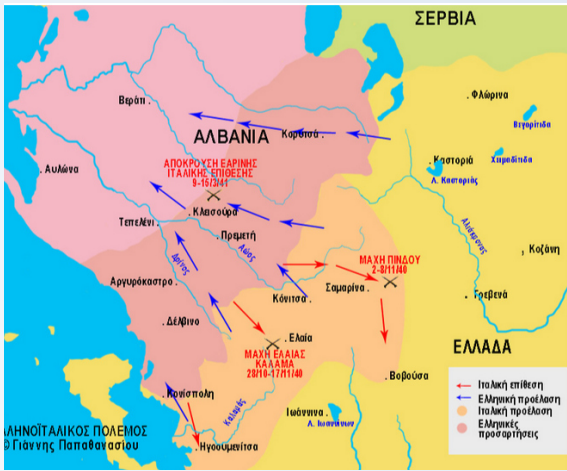 ΣΕΡΒΙΑ
Φλώρινα
Βεράτι
Βεγορίτιδα
ΑΛΒΑΝΙΑ
Κορυτσά
Χειμαδίτιδα
Καστοριά
ΑΠΟΚΡΟΥΣΗ ΕΑΡΙΝΗΣ
ΙΤΑΛΙΚΗΣ ΕΠΙΘΕΣΗΣ
9-15/3/41
Αυλώνα
Λ. Καστοριάς
Αλιάκμονας
Κλεισούρα
Τεπελένι
Πρεμετή
Κοζάνη
Αώος
Δρίνος
ΜΑΧΗ ΠΙΝΔΟΥ
2-8/11/40
Αργυρόκαστρο
Σαμαρίνα
Κόνιτσα
Γρεβενά
Δέλβινο
Ελαία
ΕΛΛΑΔΑ
ΜΑΧΗ ΕΛΑΙΑΣ
ΚΑΛΑΜΑ
28/10-17/11/40
Βοβούσα
Ιταλική επίθεση
Κονίσπολη
Ελληνική προέλαση
Καλαμάς
Ιταλική προέλαση
Ιωάννινα
Ελληνικές
προσαρτήσεις
Λ. Ιωαννίνων
ΛΗΝΟΪΤΑΛΙΚΟΣ ΠΟΛΕΜΟΣ
© Γιάννης Παπαθανασίου
Ηγουμενίτσα